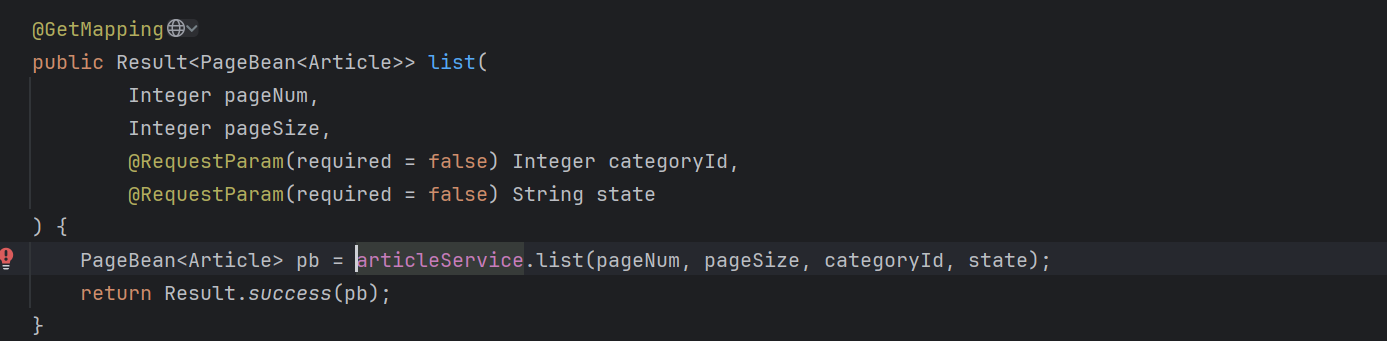 @GetMapping
public Result<PageBean<Article>> list(
Integer pageNum,
Integer pageSize,
@RequestParam(required = false) Integer categoryId,
@RequestParam(required = false) String state
) {
PageBean<Article> pb = articleService.list(pageNum, pageSize, categoryId, state);
return Result.success(pb);
}